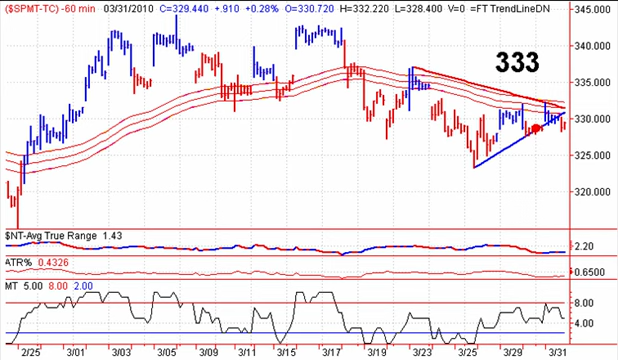 ($SPMT-TC) -60 min 03/31/2010 C=329.440 +.910 +0.28% O=330.720 H=332.220 L=328.400 V=0 =FT TrendLineDN
345.000
333
340.000
335.000
330.000
325.000
320.000
$NT-Avg True Range 1.43
2.20
ATR% 0.4326
0.6500
MT 5.00 8.00 2.00
8.00
4.00
2/25 3/01 3/03 3/05 3/09 3/11 3/15 3/17 3/19 3/23 3/25 3/29 3/31